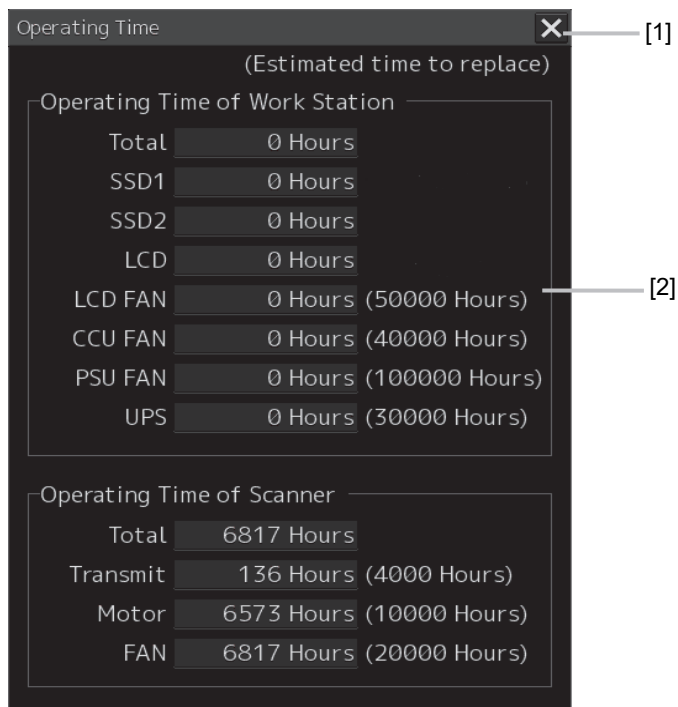 Operating Time [1]
(Estimated time to replace)
Operating Time of Work Station
Total 0 Hours
SSD1 0 Hours
SSD2 0 Hours
LCD 0 Hours
LCD FAN 0 Hours (50000 Hours) [2]
CCU FAN 0 Hours (40000 Hours)
PSU FAN 0 Hours (100000 Hours)
UPS 0 Hours (30000 Hours)
Operating Time of Scanner
Total 6817 Hours
Transmit 136 Hours (4000 Hours)
Motor 6573 Hours (10000 Hours)
FAN 6817 Hours (20000 Hours)